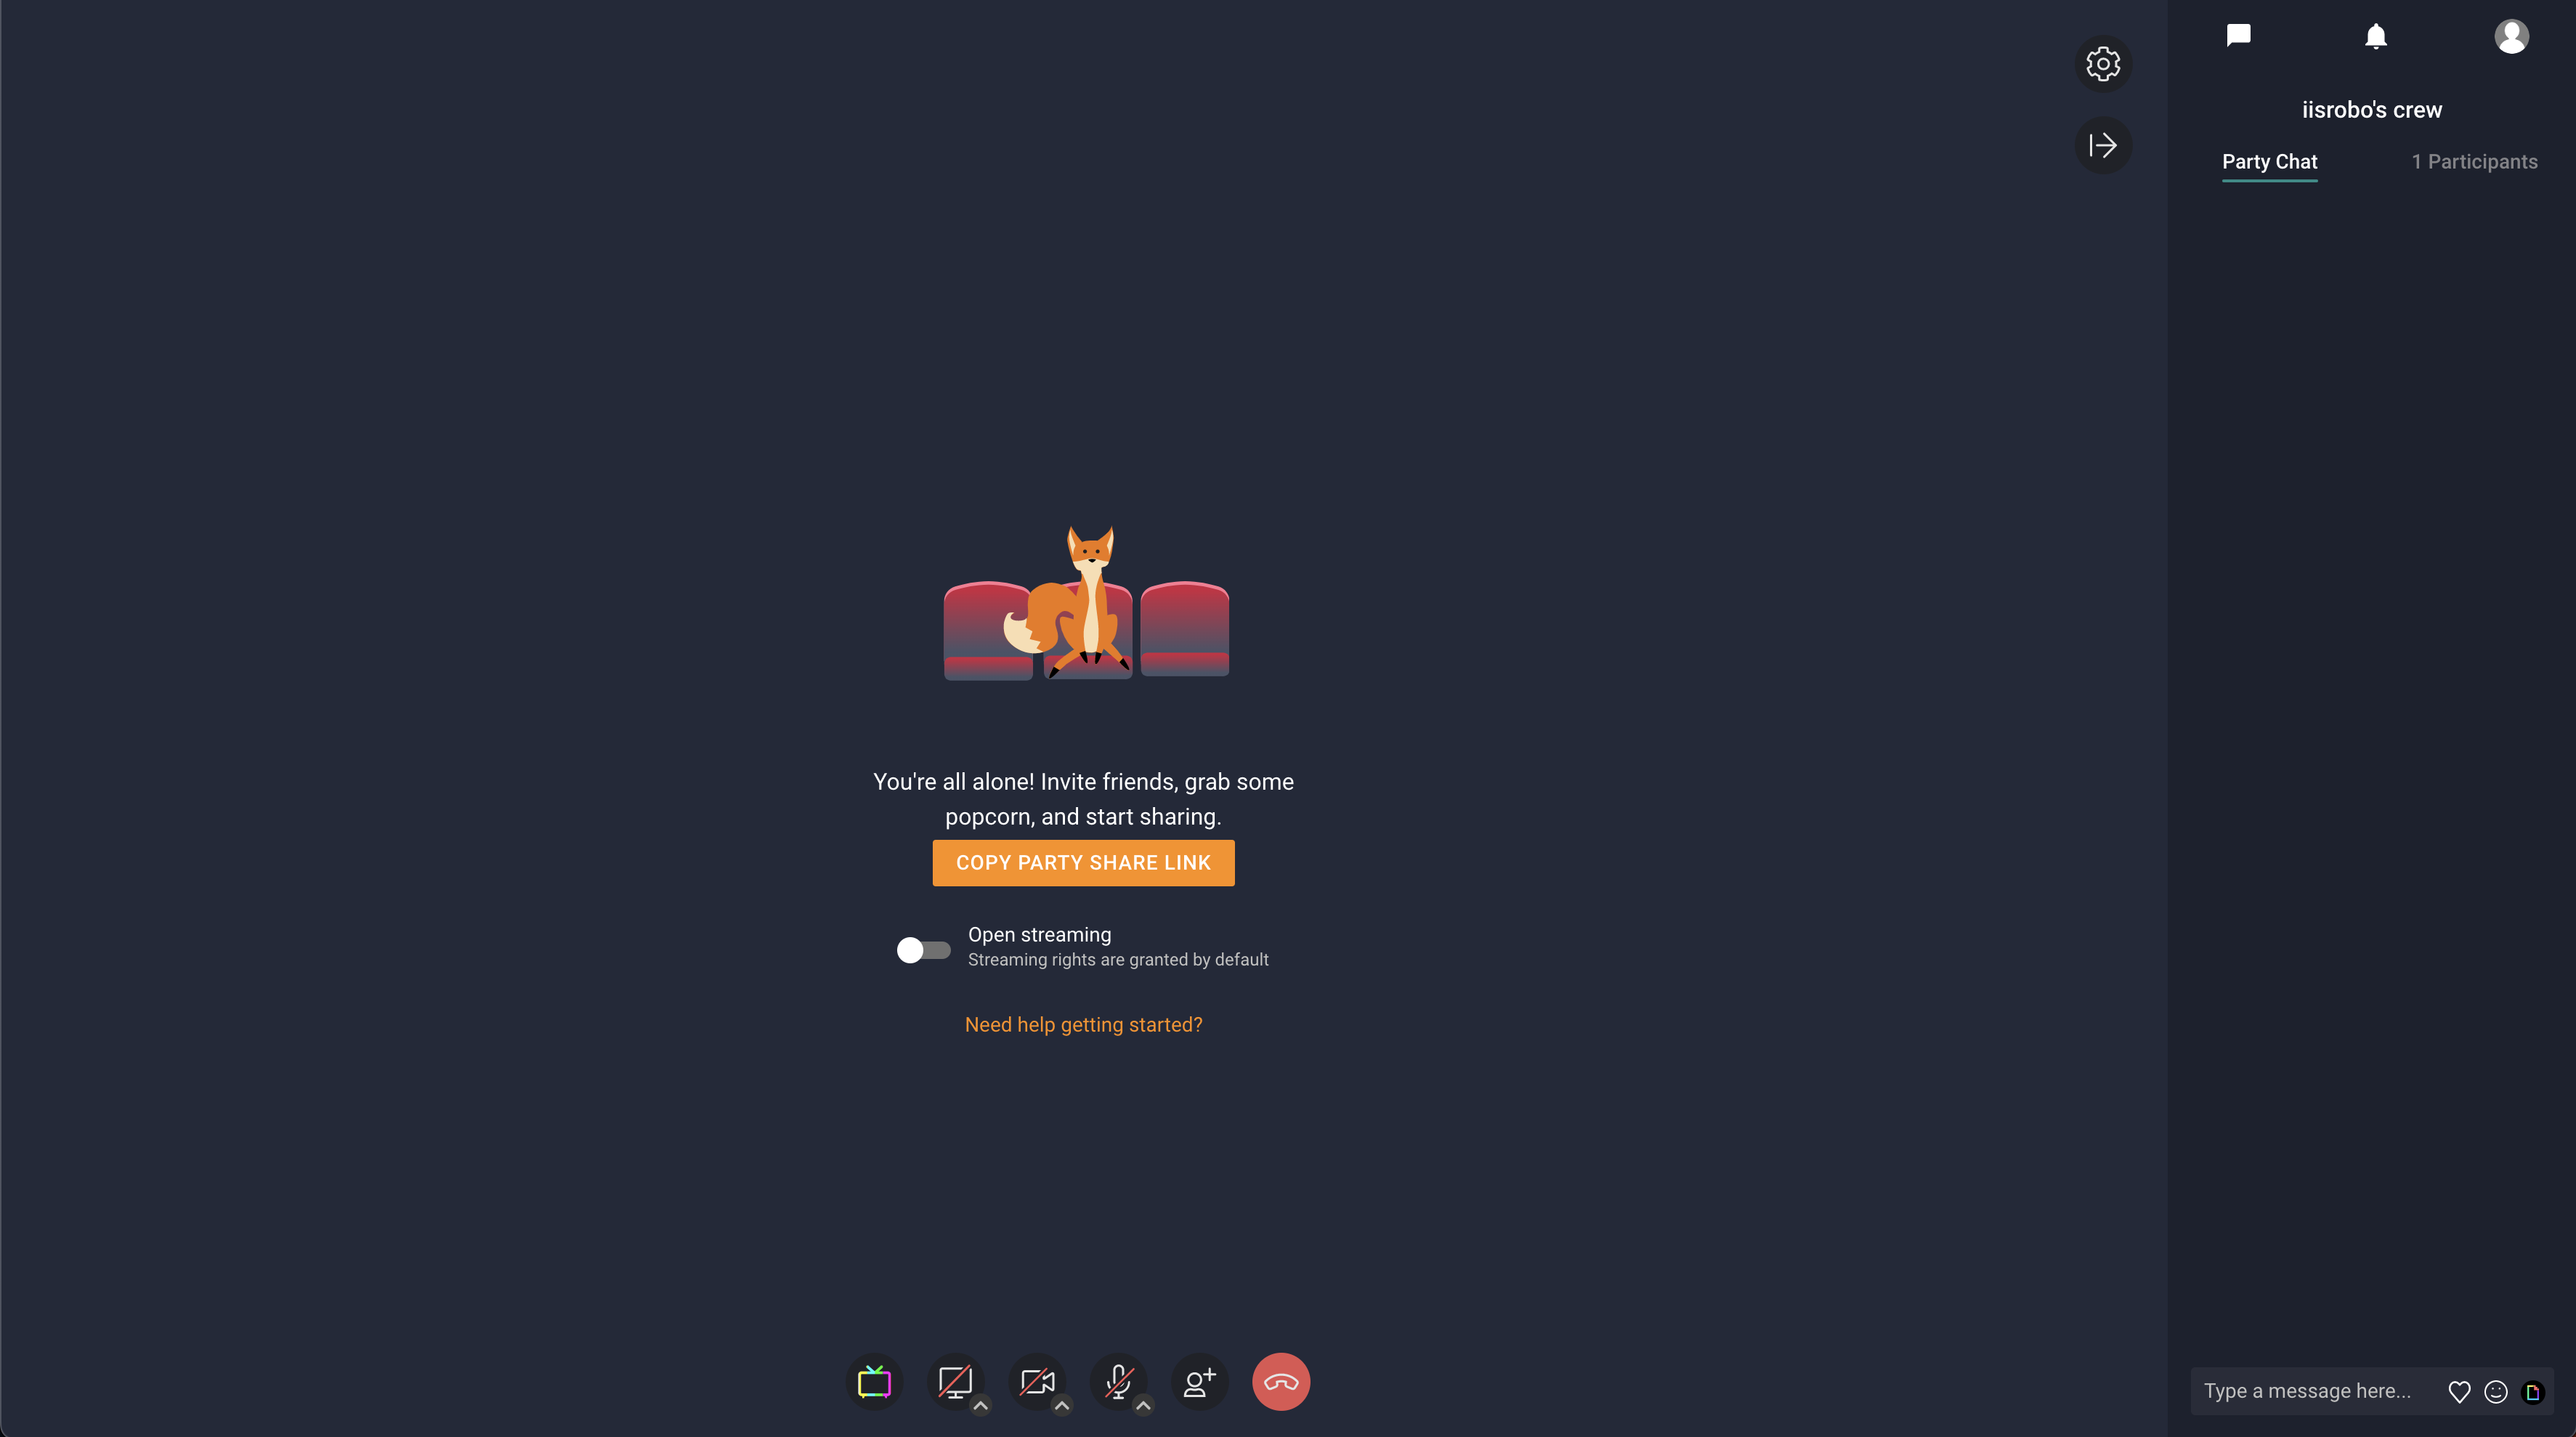 iisrobo's crew
Party Chat
1 Participants
You're all alone! Invite friends, grab some
popcorn, and start sharing.
COPY PARTY SHARE LINK
Open streaming
Streaming rights are granted by default
Need help getting started?
Type a message here...